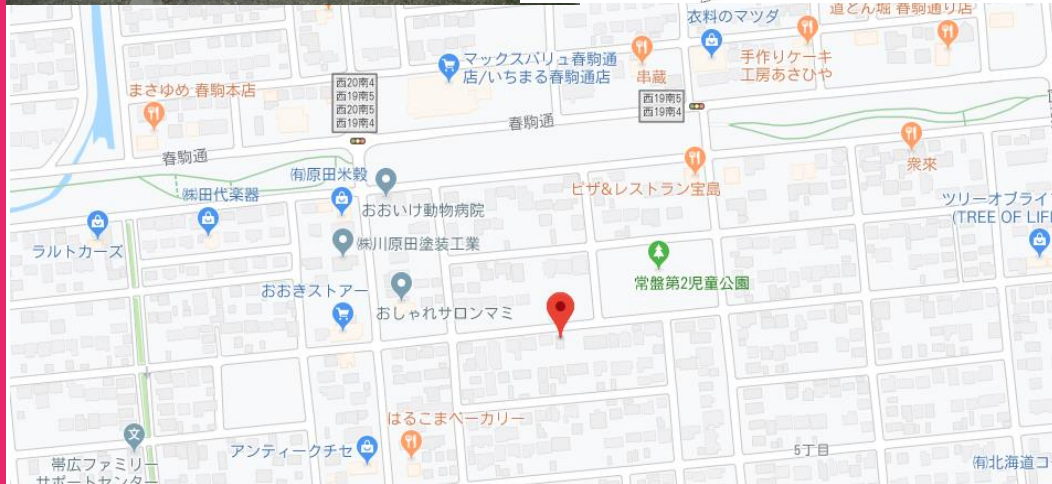 衣料のマツダ
道とん堀 春駒通り店
マックスバリュ春駒通
店/いちまる春駒通店
串蔵
手作りケーキ
工房あさひや
まさゆめ 春駒本店
西20南4
西19南5
西20南5
西19南4
西19南5
西19南4
春駒通
春駒通
衆來
㈲原田米穀
ピザ&レストラン宝島
㈱田代楽器
おおいけ動物病院
ツリーオブライ
(TREE OF LIF
ラルトカーズ
㈱川原田塗装工業
常盤第2児童公園
おおきストアー
おしゃれサロンマミ
はるこまベーカリー
アンティークチセ
5丁目
帯広ファミリー
サポートセンター
㈲北海道コ